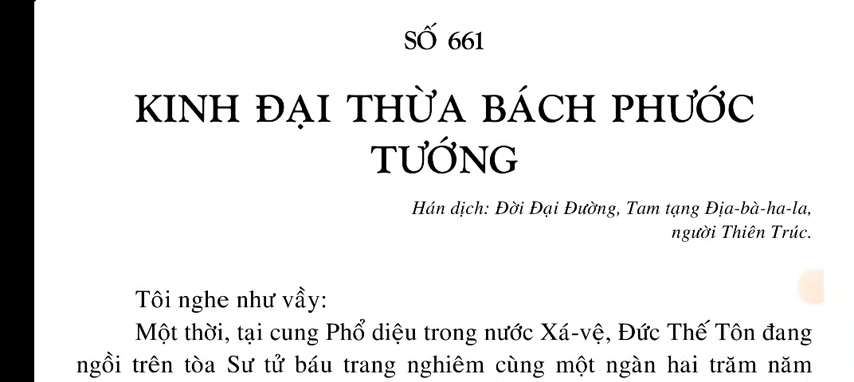 SỐ 661
KINH ĐẠI THỪA BÁCH PHƯỚC
TƯỚNG
Hán dịch: Đời Đại Đường, Tam tạng Địa-bà-ha-la,
người Thiên Trúc.
Tôi nghe như vầy:
Một thời, tại cung Phổ diệu trong nước Xá-vệ, Đức Thế Tôn đang
ngồi trên tòa Sư tử báu trang nghiêm cùng một ngàn hai trăm năm